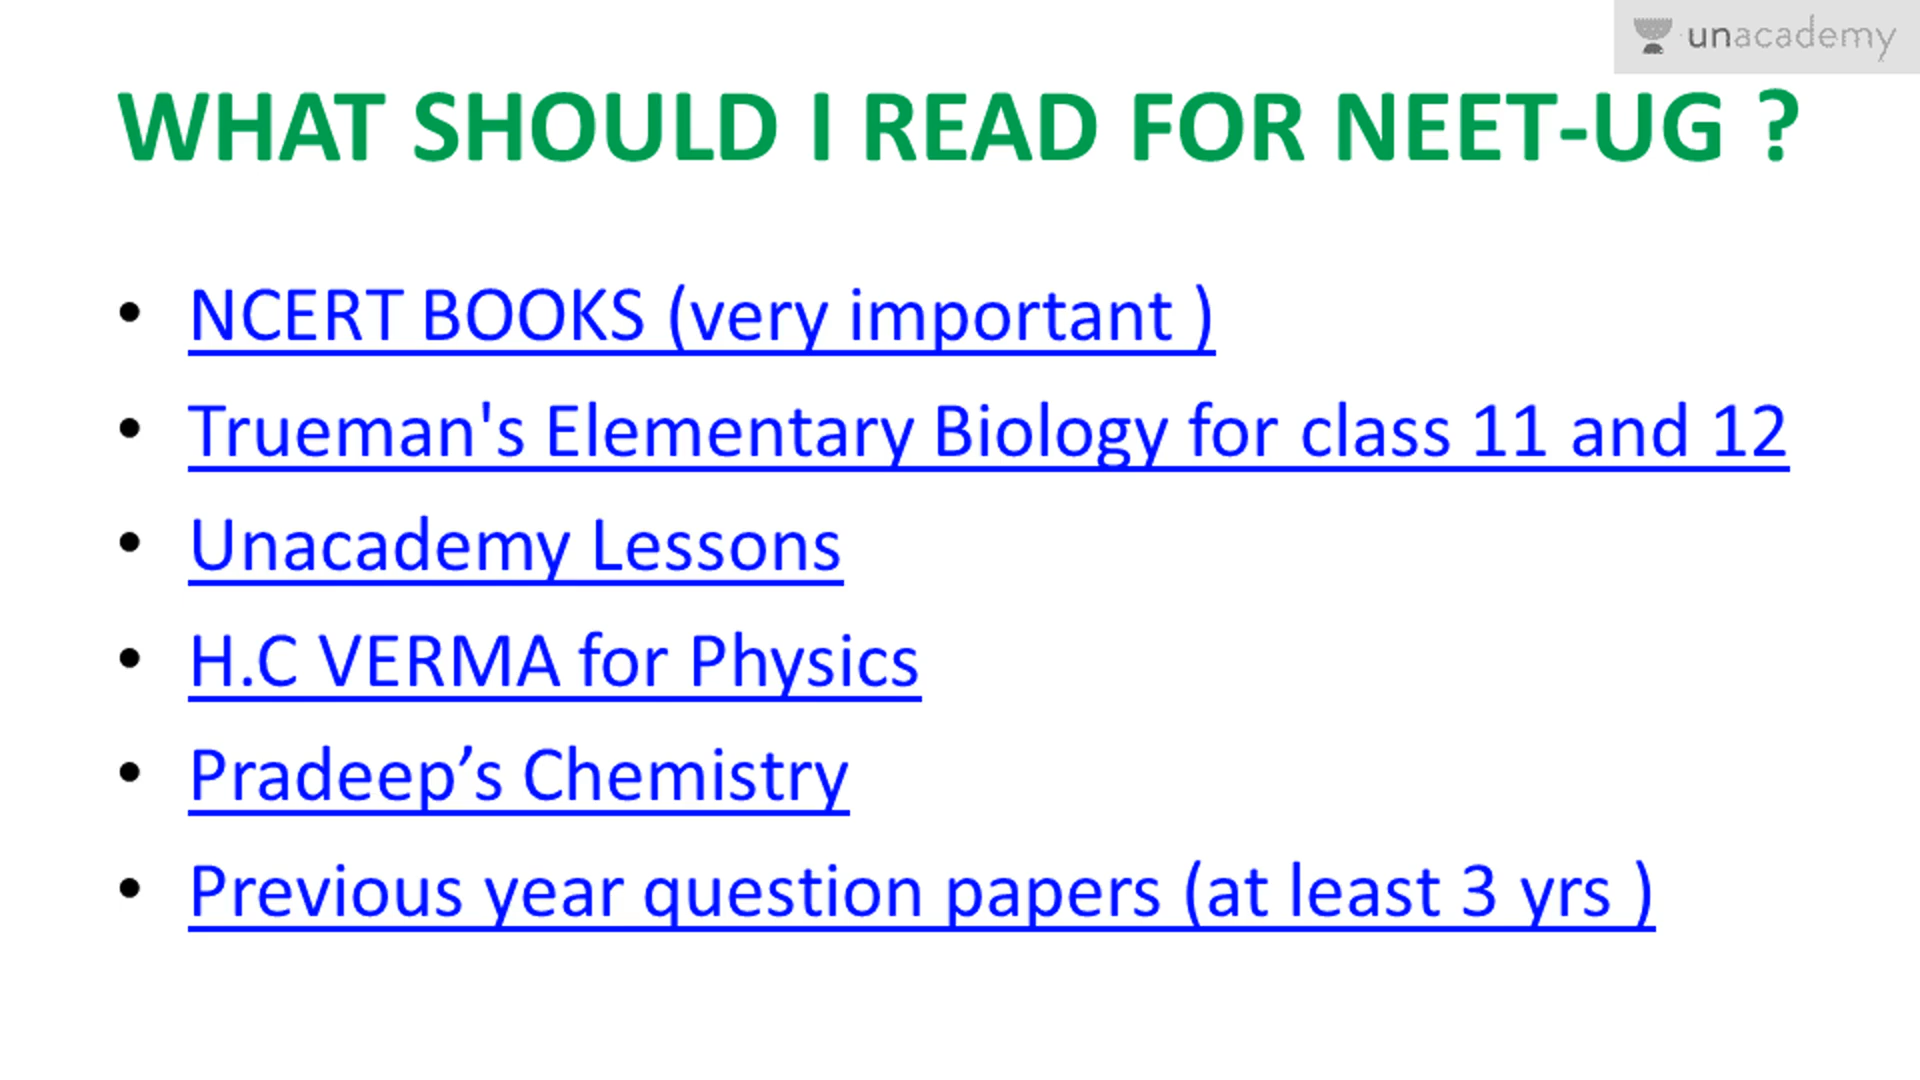 unacademy
WHAT SHOULD I READ FOR NEET-UG ?
• NCERT BOOKS (very important )
• Trueman's Elementary Biology for class 11 and 12
• Unacademy Lessons
• H.C VERMA for Physics
• Pradeep’s Chemistry
• Previous year question papers (at least 3 yrs )